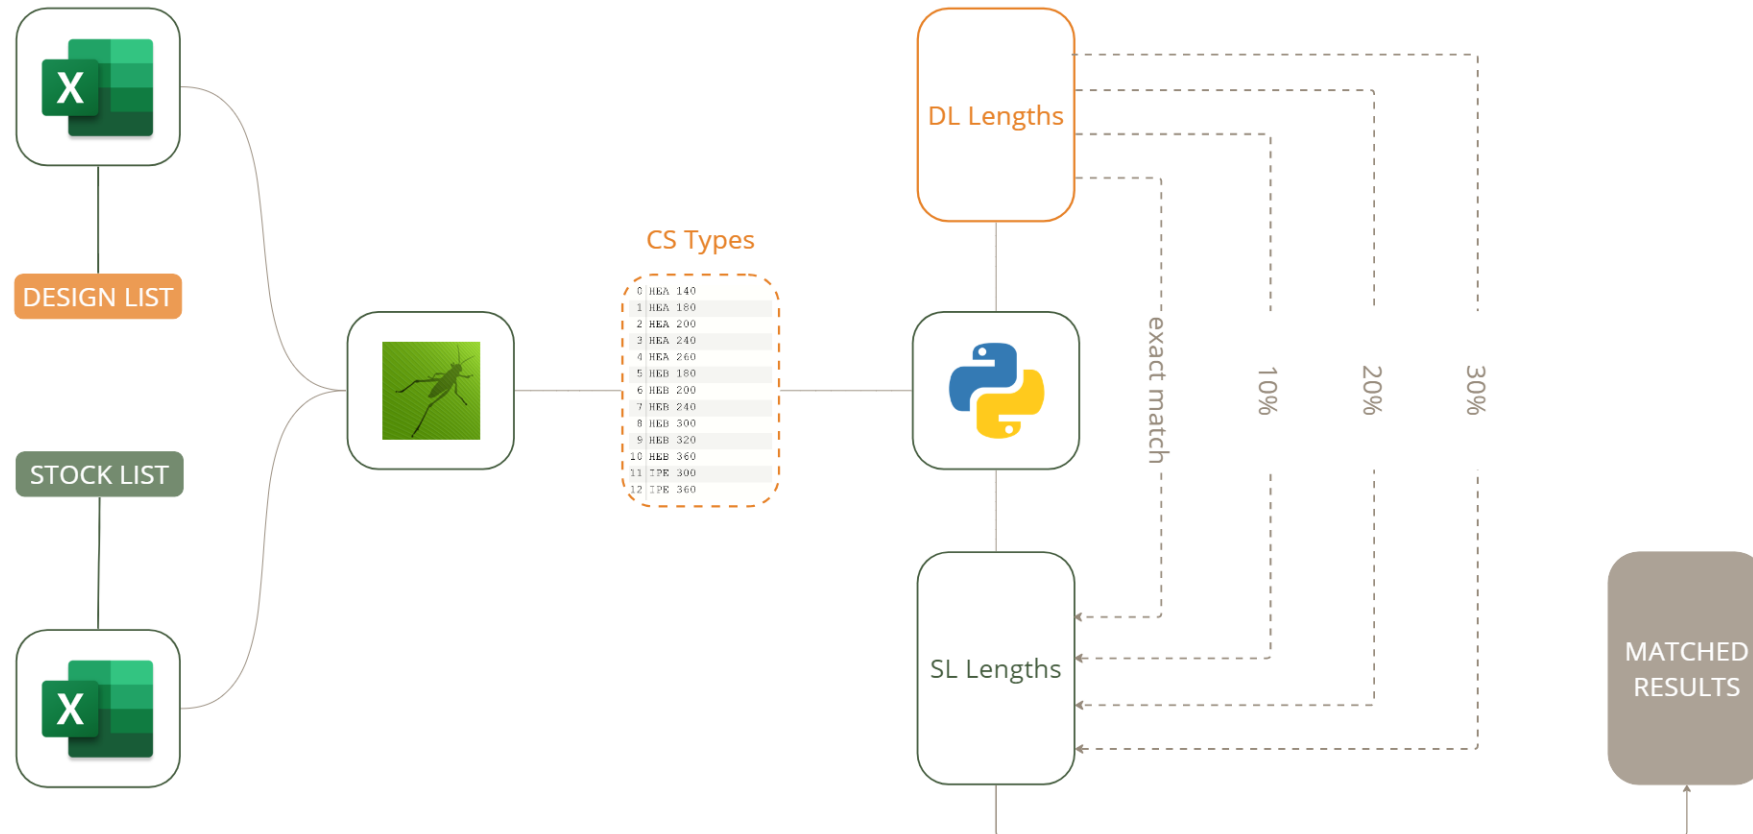 X
DESIGN LIST
STOCK LIST
X
CS Types
0 HEA 140
1 HEA 180
2 HEA 200
3 HEA 240
4 HEA 260
5 HEB 180
6 HEB 200
7 HEB 240
8 HEB 300
9 HEB 320
10 HEB 360
11 IPE 300
12 IPE 360
DL Lengths
exact match
10%
20%
30%
SL Lengths
MATCHED
RESULTS